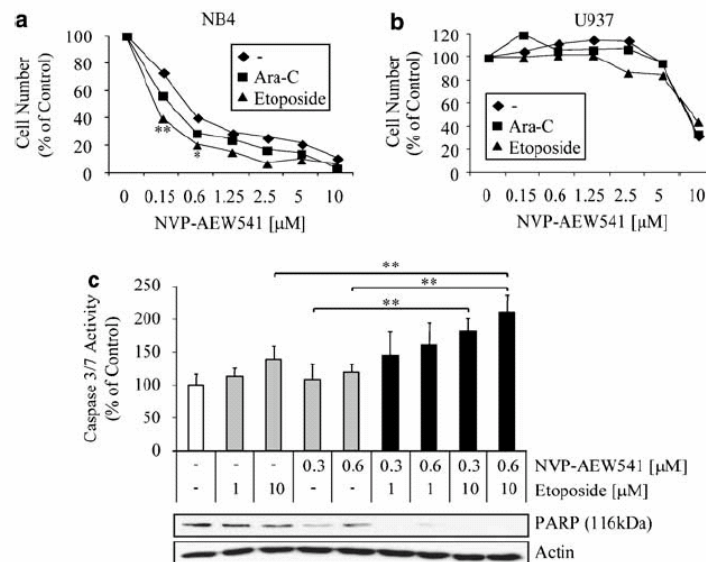 a
NB4
Cell Number
(% of Control)
100
80
60
40
20
0
-
Ara-C
Etoposide
**
*
0 0.15 0.6 1.25 2.5 5 10
NVP-AEW541 [μM]
b
U937
Cell Number
(% of Control)
120
100
80
60
40
20
0
-
Ara-C
Etoposide
0 0.15 0.6 1.25 2.5 5 10
NVP-AEW541 [μM]
c
Caspase 3/7 Activity
(% of Control)
250
200
150
100
50
0
**
**
**
- - - 0.3 0.6 0.3 0.6 0.3 0.6 NVP-AEW541 [μM]
- 1 10 - - 1 1 10 10 Etoposide [μM]
PARP (116kDa)
Actin